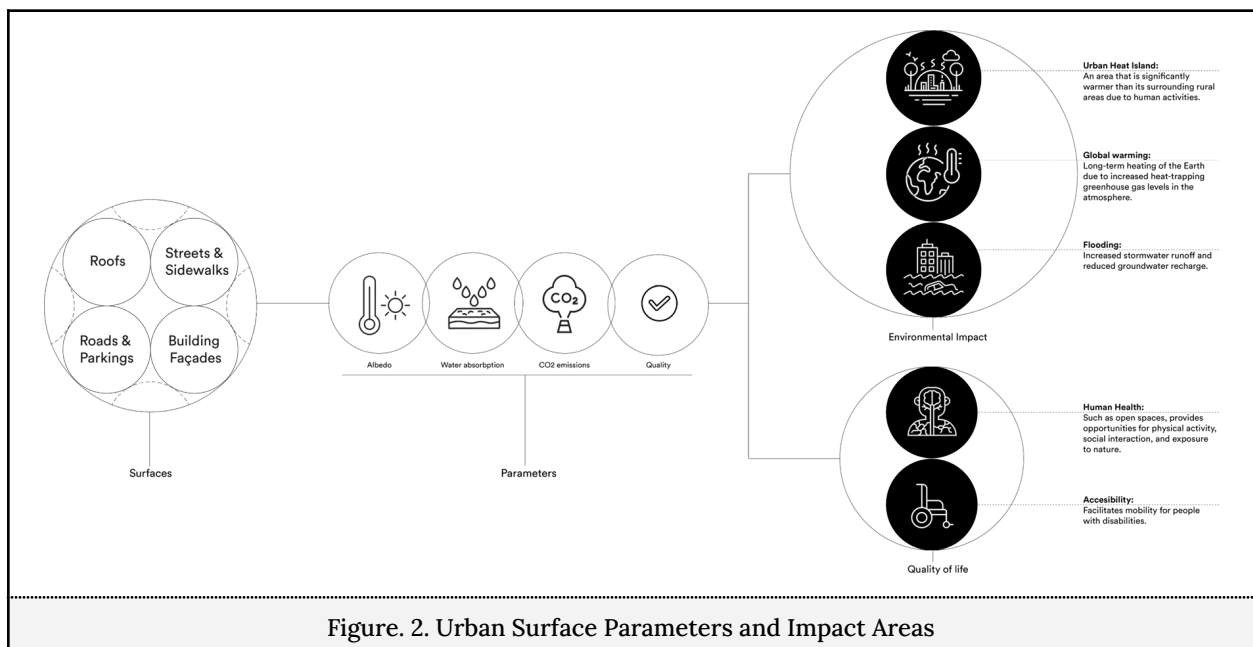 Roofs
Streets &
Sidewalks
Roads &
Parkings
Building
Façades
Surfaces
CO₂
Albedo
Water absorbption
CO2 emissions
Quality
Parameters
Urban Heat Island:
An area that is significantly
warmer than its surrounding rural
areas due to human activities.
Global warming:
Long-term heating of the Earth
due to increased heat-trapping
greenhouse gas levels in the
atmosphere.
Flooding:
Increased stormwater runoff and
reduced groundwater recharge.
Environmental Impact
Human Health:
Such as open spaces, provides
opportunities for physical activity,
social interaction, and exposure
to nature.
Accesibility:
Facilitates mobility for people
with disabilities.
Quality of life
Figure. 2. Urban Surface Parameters and Impact Areas